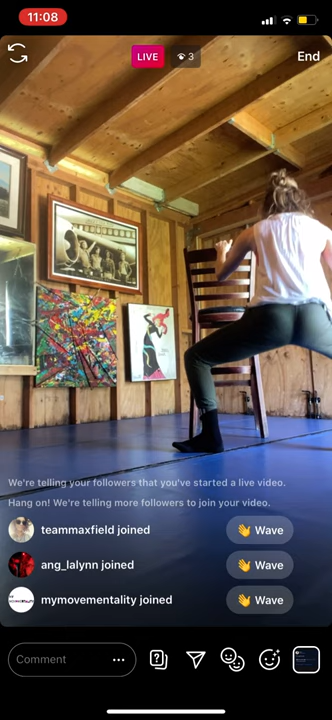 11:08
LIVE
3
End
We're telling your followers that you've started a live video.
Hang on! We're telling more followers to join your video.
teammaxfield joined
👋 Wave
ang_lalynn joined
👋 Wave
mymovementality joined
👋 Wave
Comment